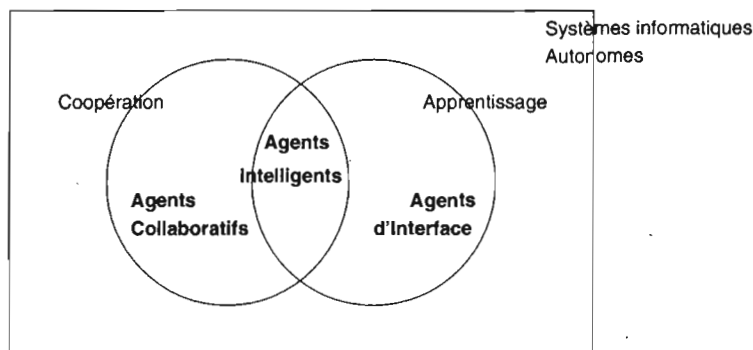 Systèmes informatiques
Autonomes
Coopération
Apprentissage
Agents
Intelligents
Agents
Collaboratifs
Agents
d'Interface